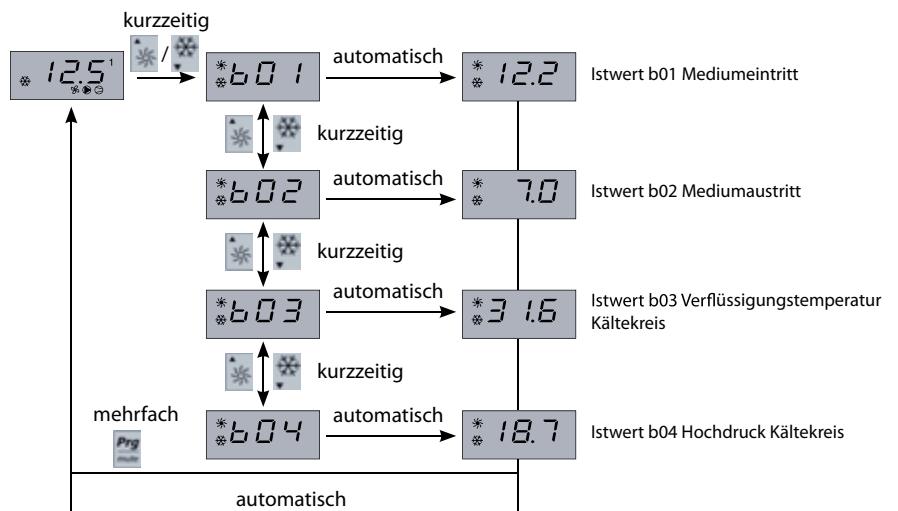 kurzzeitig
12.5 1
/
b01
automatisch
12.2
Istwert b01 Mediumeintritt
kurzzeitig
b02
automatisch
7.0
Istwert b02 Mediumaustritt
kurzzeitig
b03
automatisch
31.6
Istwert b03 Verflüssigungstemperatur
Kältekreis
kurzzeitig
b04
automatisch
18.7
Istwert b04 Hochdruck Kältekreis
mehrfach
Prg
mute
automatisch